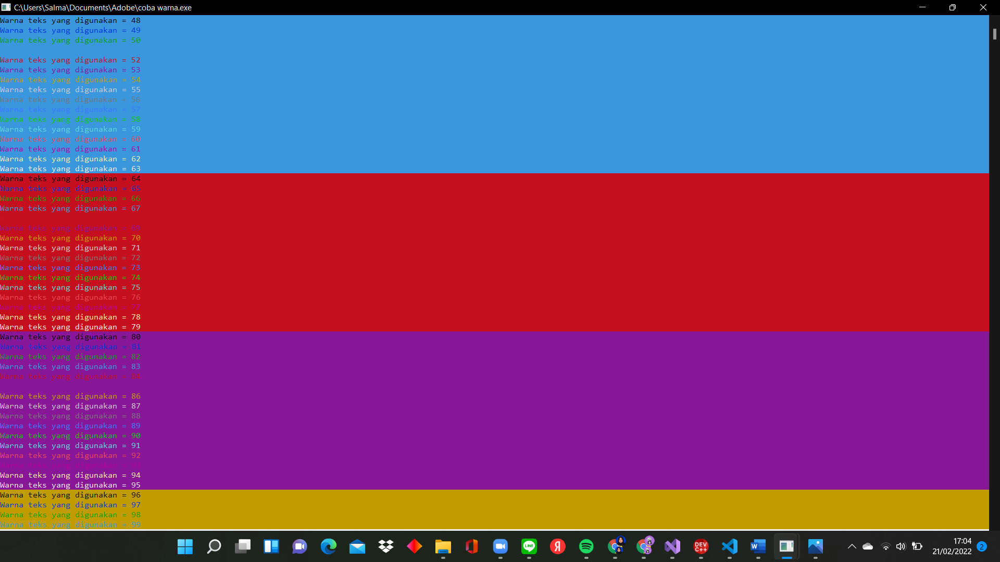 C:\Users\Salma\Documents\Adobe\coba warna.exe
Warna teks yang digunakan = 48
Warna teks yang digunakan = 49
Warna teks yang digunakan = 50
Warna teks yang digunakan = 52
Warna teks yang digunakan = 53
Warna teks yang digunakan = 54
Warna teks yang digunakan = 55
Warna teks yang digunakan = 56
Warna teks yang digunakan = 57
Warna teks yang digunakan = 58
Warna teks yang digunakan = 59
Warna teks yang digunakan = 60
Warna teks yang digunakan = 61
Warna teks yang digunakan = 62
Warna teks yang digunakan = 63
Warna teks yang digunakan = 64
Warna teks yang digunakan = 65
Warna teks yang digunakan = 66
Warna teks yang digunakan = 67
Warna teks yang digunakan = 69
Warna teks yang digunakan = 70
Warna teks yang digunakan = 71
Warna teks yang digunakan = 72
Warna teks yang digunakan = 73
Warna teks yang digunakan = 74
Warna teks yang digunakan = 75
Warna teks yang digunakan = 76
Warna teks yang digunakan = 77
Warna teks yang digunakan = 78
Warna teks yang digunakan = 79
Warna teks yang digunakan = 80
Warna teks yang digunakan = 81
Warna teks yang digunakan = 82
Warna teks yang digunakan = 83
Warna teks yang digunakan = 84
Warna teks yang digunakan = 86
Warna teks yang digunakan = 87
Warna teks yang digunakan = 88
Warna teks yang digunakan = 89
Warna teks yang digunakan = 90
Warna teks yang digunakan = 91
Warna teks yang digunakan = 92
Warna teks yang digunakan = 93
Warna teks yang digunakan = 94
Warna teks yang digunakan = 95
Warna teks yang digunakan = 96
Warna teks yang digunakan = 97
Warna teks yang digunakan = 98
Warna teks yang digunakan = 99
LINE
Я
DEV C++
W
17:04
21/02/2022
2